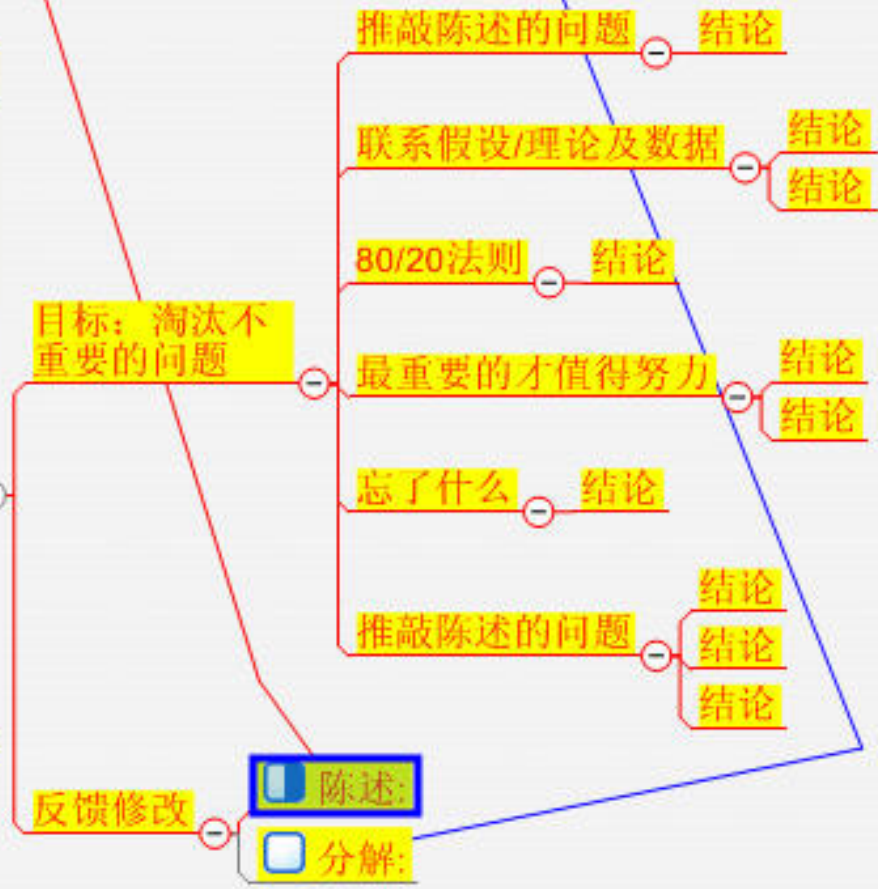 推敲陈述的问题
结论
联系假设/理论及数据
结论
结论
80/20法则
结论
目标：淘汰不
重要的问题
最重要的才值得努力
结论
结论
忘了什么
结论
推敲陈述的问题
结论
结论
结论
反馈修改
陈述:
分解: